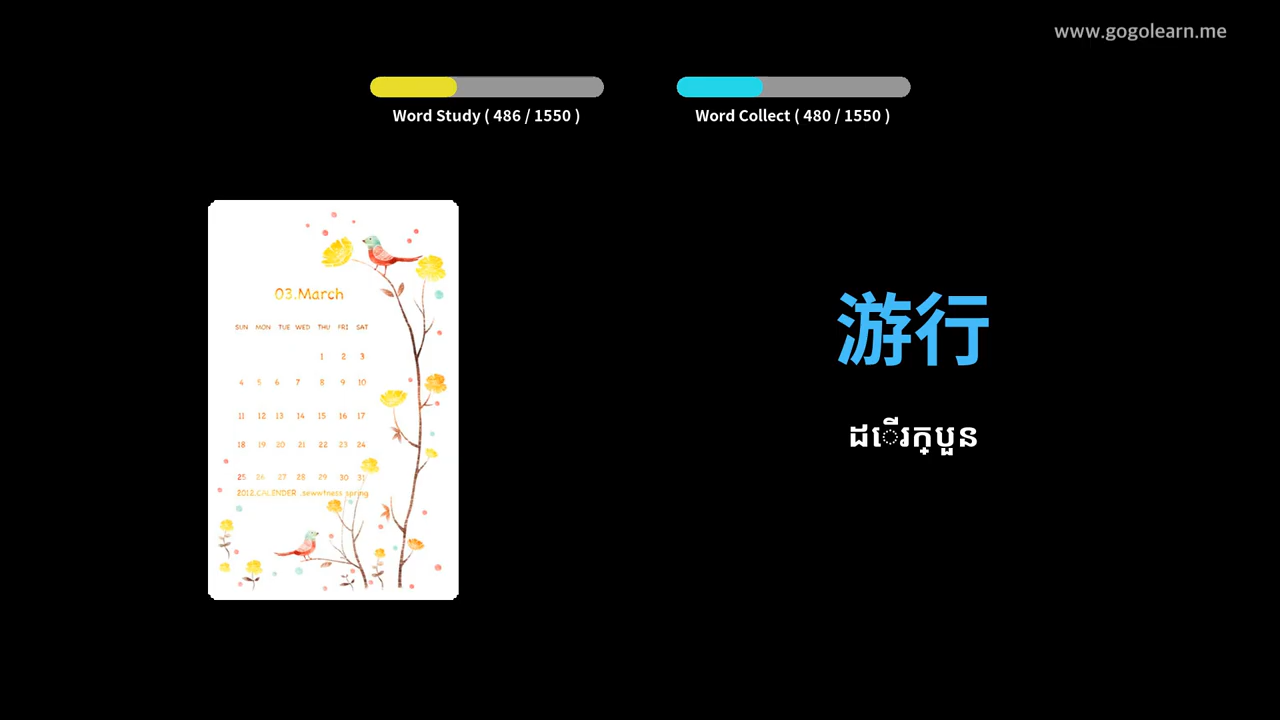 www.gogolearn.me
Word Study ( 486 / 1550 )
Word Collect ( 480 / 1550 )
03.March
SUN MON TUE WED THU FRI SAT
1 2 3
4 5 6 7 8 9 10
11 12 13 14 15 16 17
18 19 20 21 22 23 24
25 26 27 28 29 30 31
2012.CALENDER .sewwtness spring
游行
ដើរក្បួន